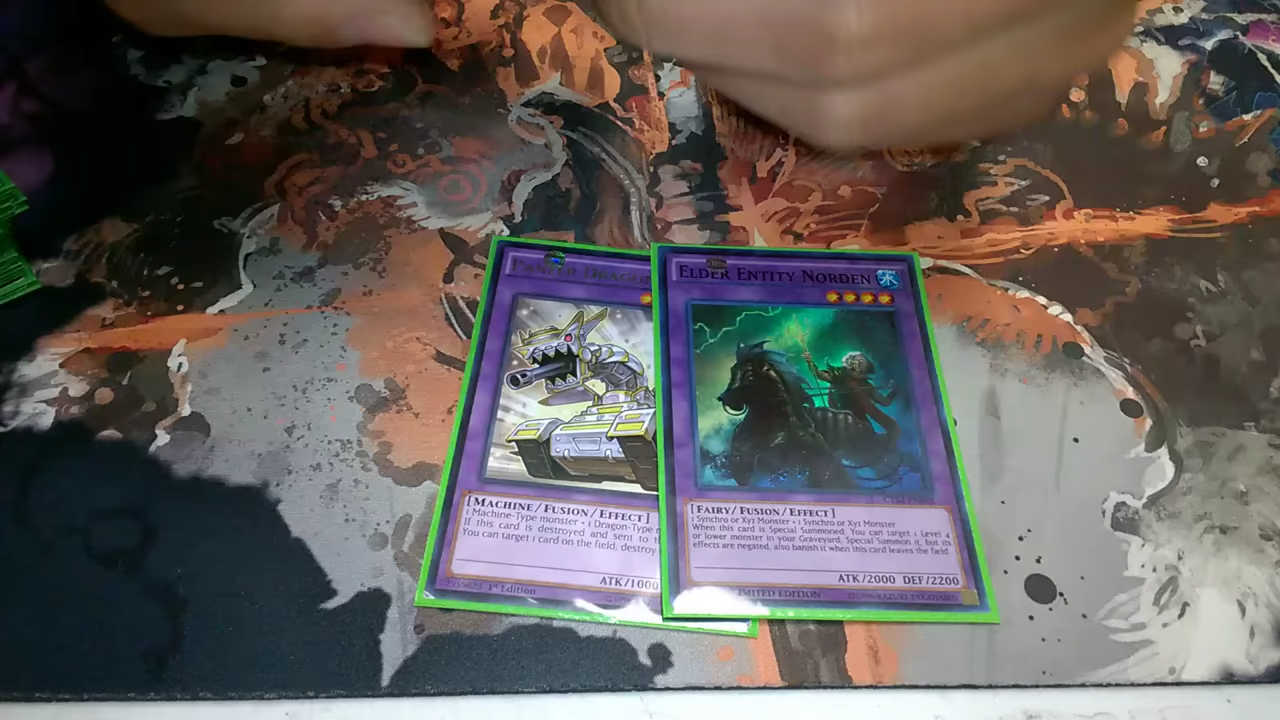 Panzer Dragon
[Machine/Fusion/Effect]
1 Machine-Type monster + 1 Dragon-Type
If this card is destroyed and sent to
You can target 1 card on the field; destroy
ATK/1000
1st Edition
Elder Entity Norden
[Fairy/Fusion/Effect]
1 Synchro or Xyz Monster + 1 Synchro or Xyz Monster
When this card is Special Summoned: You can target 1 Level 4
or lower monster in your Graveyard; Special Summon it, but its
effects are negated, also banish it when this card leaves the field.
ATK/2000 DEF/2200
Limited Edition
©1996 Kazuki Takahashi